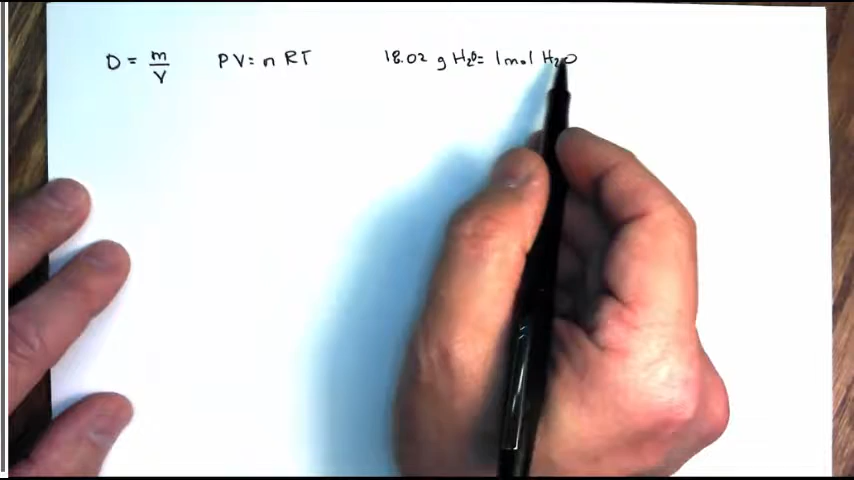 D = m/V PV = nRT 18.02 g H₂O = 1 mol H₂O